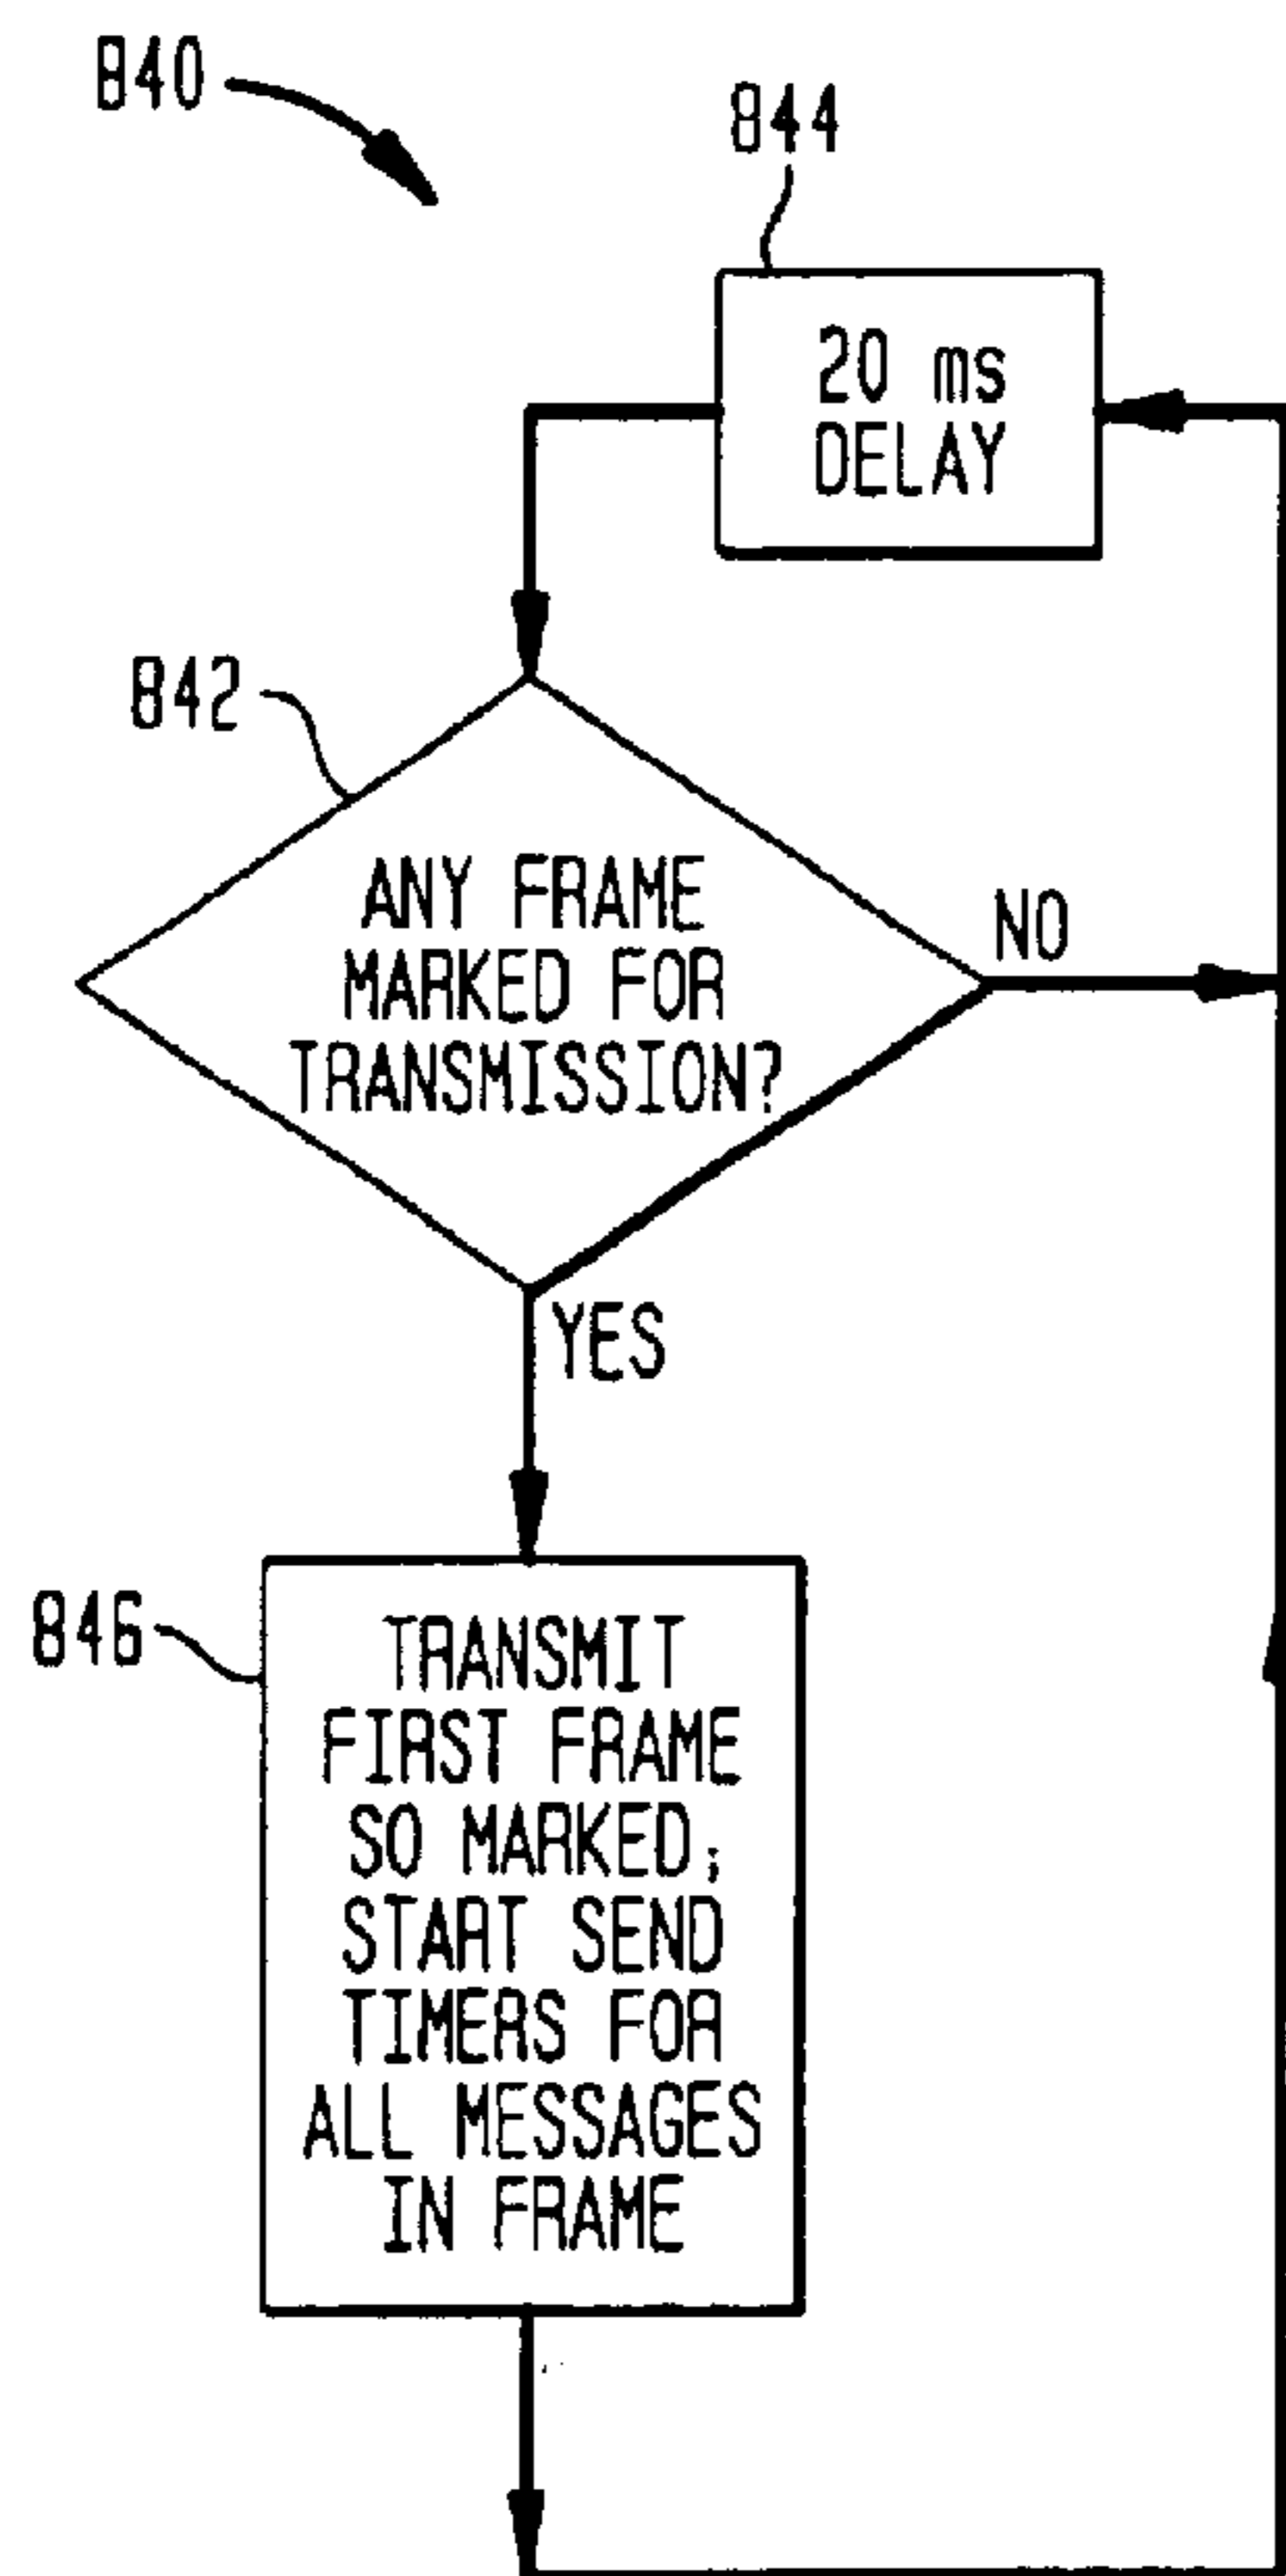 840
844
20 ms
DELAY
842
ANY FRAME
MARKED FOR
TRANSMISSION?
NO
YES
846
TRANSMIT
FIRST FRAME
SO MARKED;
START SEND
TIMERS FOR
ALL MESSAGES
IN FRAME